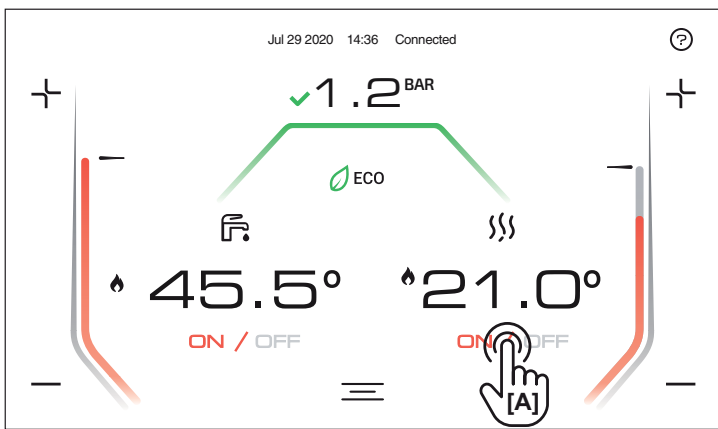 Jul 29 2020 14:36 Connected ?
1.2 BAR
ECO
45.5° 21.0°
ON / OFF ON / OFF
[A]